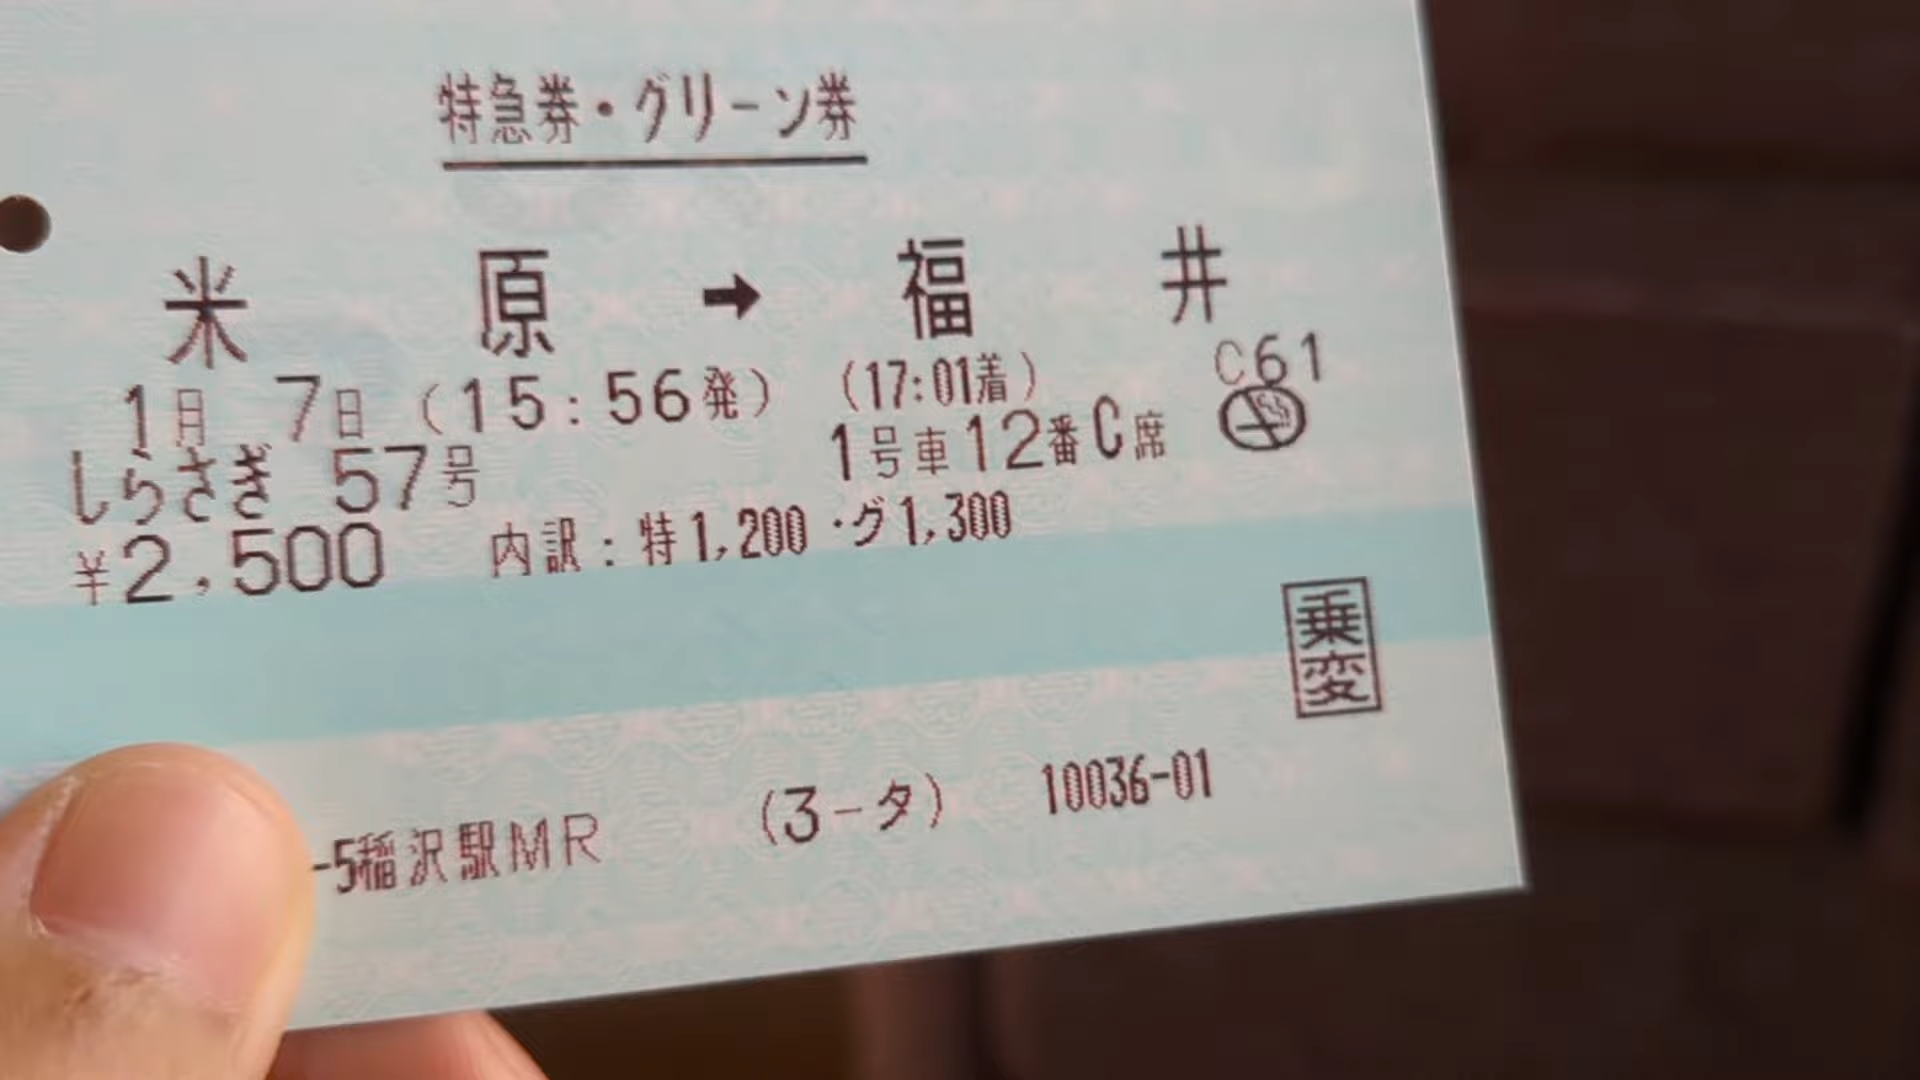 特急券・グリーン券
米原➡福井
1月 7日 (15:56発) (17:01着) C61
しらさぎ 57号 1号車12番C席
¥2,500 内訳:特1,200・グ1,300
乗変
-5稲沢駅MR (3-タ) 10036-01